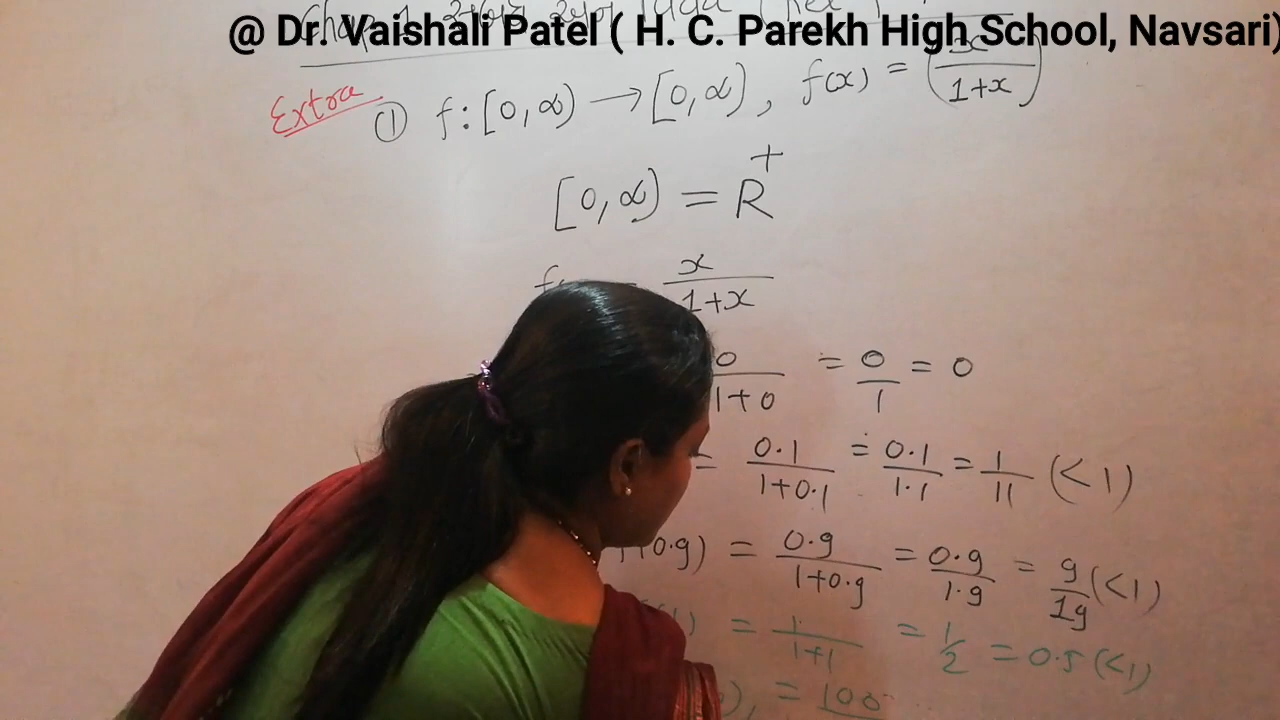 @ Dr. Vaishali Patel ( H. C. Parekh High School, Navsari)
Extra ① f:[0,∞) → [0,∞), f(x) = (x/(1+x))
[0,∞) = R⁺
x/(1+x)
0/(1+0) = 0/1 = 0
= 0.1/(1+0.1) = 0.1/1.1 = 1/11 (<1)
(0.9) = 0.9/(1+0.9) = 0.9/1.9 = 9/19 (<1)
= 1/(1+1) = 1/2 = 0.5 (<1)
= 100